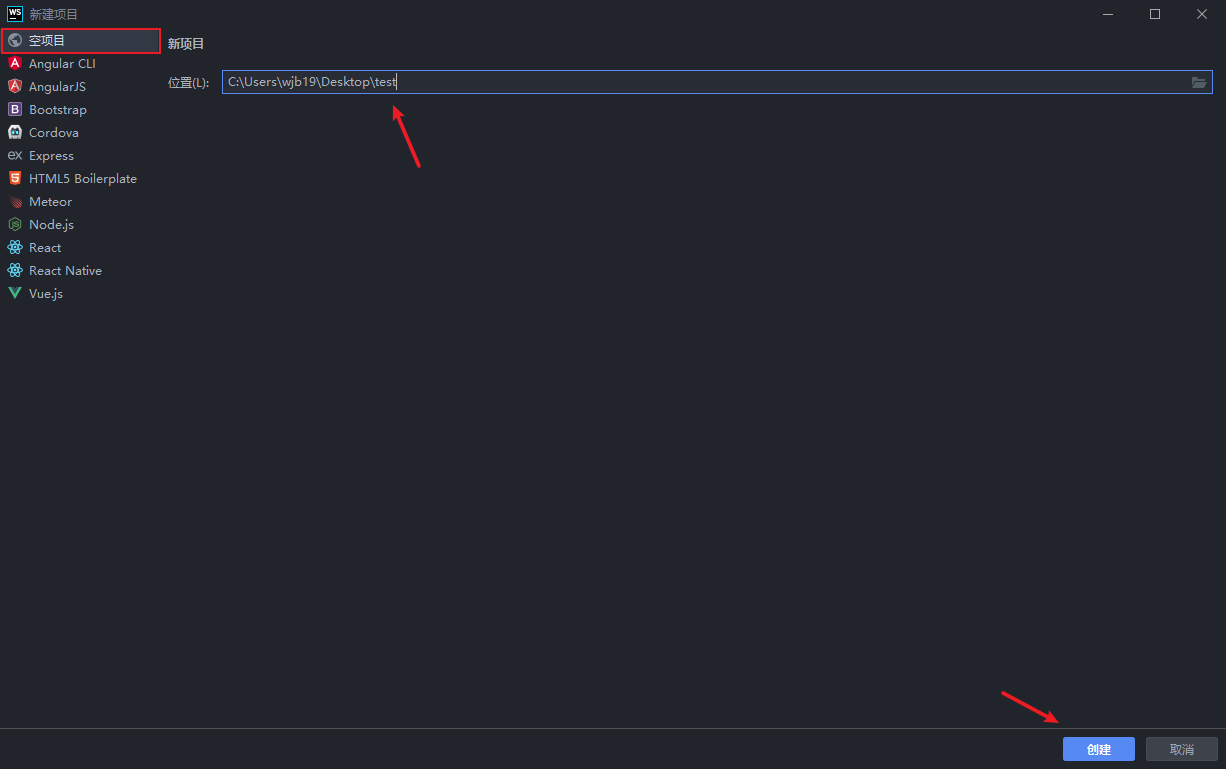 WS 新建项目
空项目
Angular CLI
AngularJS
Bootstrap
Cordova
ex Express
HTML5 Boilerplate
Meteor
Node.js
React
React Native
Vue.js
新项目
位置(L): C:\Users\wjb19\Desktop\test
创建 取消